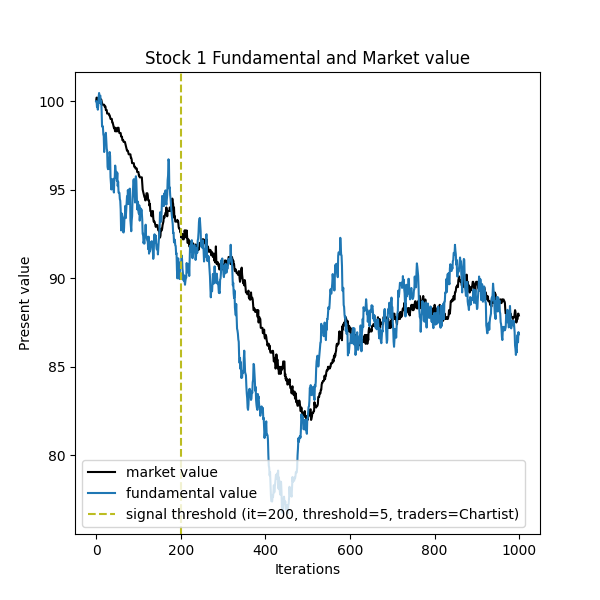 Stock 1 Fundamental and Market value
Present value
100
95
90
85
80
market value
fundamental value
signal threshold (it=200, threshold=5, traders=Chartist)
0 200 400 600 800 1000
Iterations